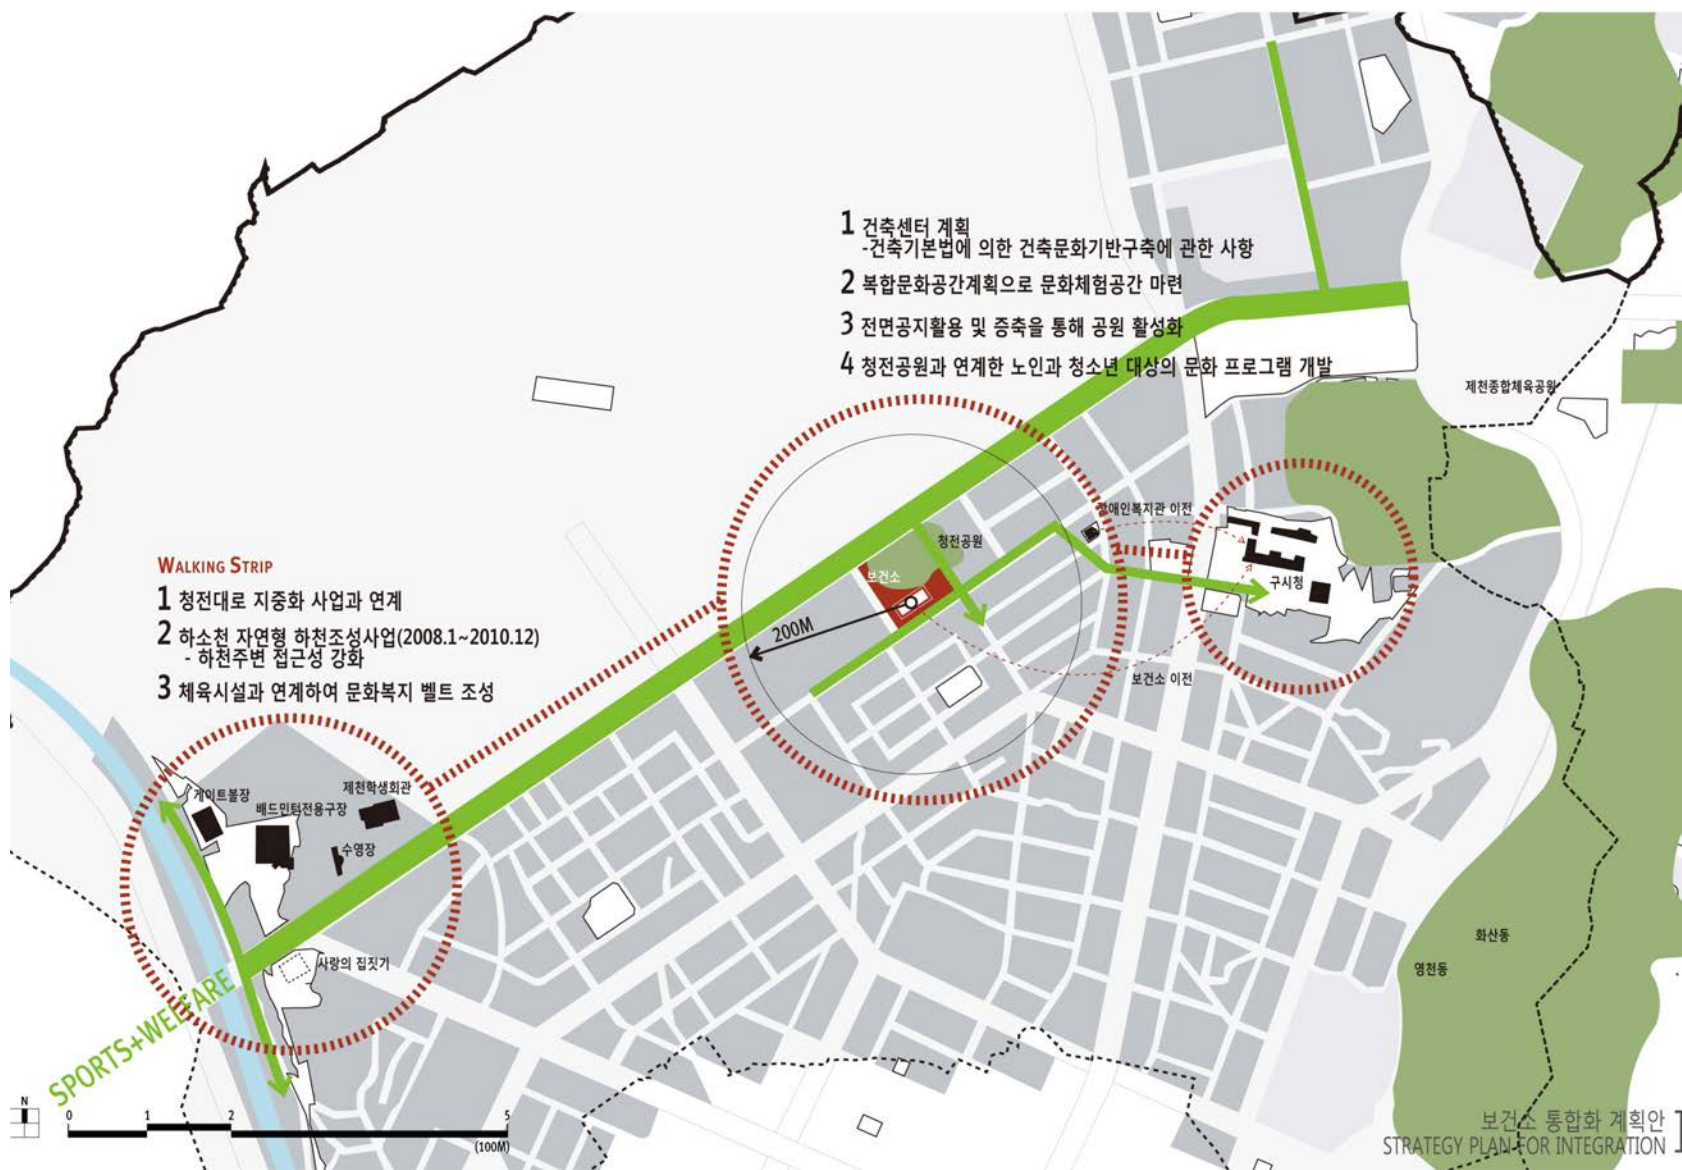 1 건축센터 계획
-건축기본법에 의한 건축문화기반구축에 관한 사항
2 복합문화공간계획으로 문화체험공간 마련
3 전면공지활용 및 증축을 통해 공원 활성화
4 청전공원과 연계한 노인과 청소년 대상의 문화 프로그램 개발
제천종합체육공원
장애인복지관 이전
청전공원
보건소
구시청
200M
보건소 이전
WALKING STRIP
1 청전대로 지중화 사업과 연계
2 하소천 자연형 하천조성사업(2008.1~2010.12)
- 하천주변 접근성 강화
3 체육시설과 연계하여 문화복지 벨트 조성
제천학생회관
게이트볼장
배드민턴전용구장
수영장
사랑의 집짓기
화산동
영천동
SPORTS+WELFARE
N
0 1 2 5
(100M)
보건소 통합화 계획안
STRATEGY PLAN FOR INTEGRATION